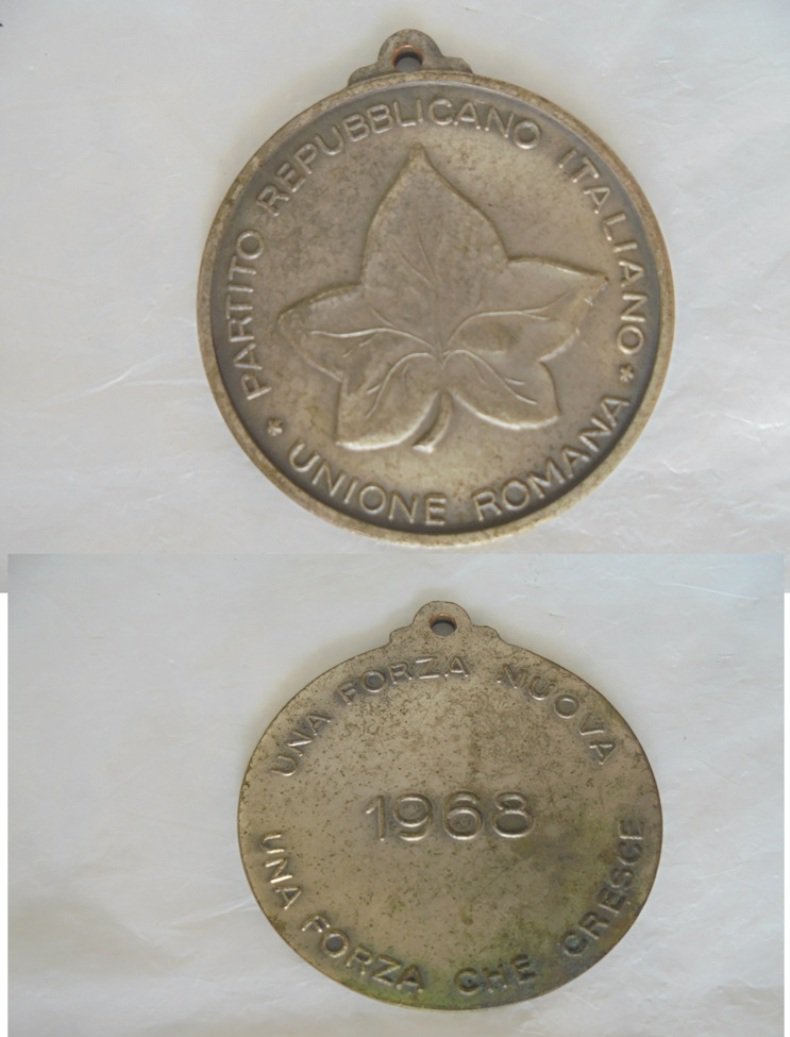 PARTITO REPUBBLICANO ITALIANO
* UNIONE ROMANA *
UNA FORZA NUOVA
1968
UNA FORZA CHE CRESCE